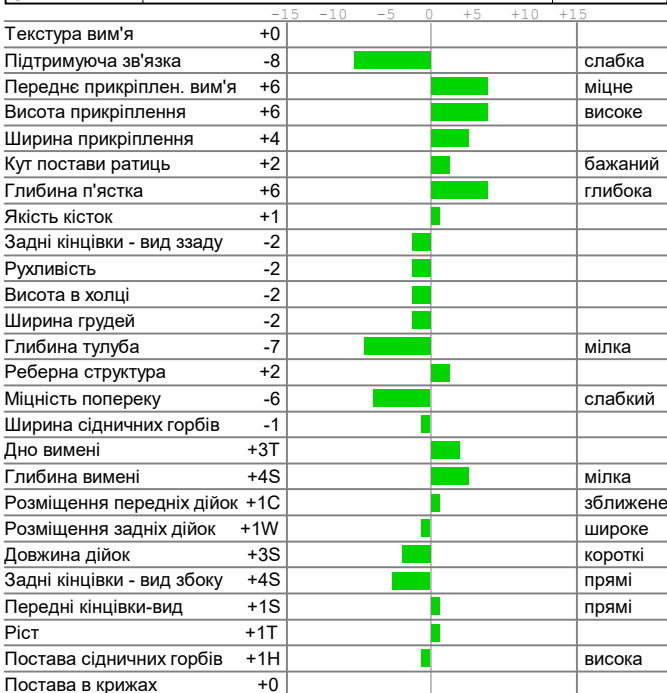 -15 -10 -5 0 +5 +10 +15
Текстура вим'я +0
Підтримуюча зв'язка -8 слабка
Переднє прикріплен. вим'я +6 міцне
Висота прикріплення +6 високе
Ширина прикріплення +4
Кут постави ратиць +2 бажаний
Глибина п'ястка +6 глибока
Якість кісток +1
Задні кінцівки - вид ззаду -2
Рухливість -2
Висота в холці -2
Ширина грудей -2
Глибина тулуба -7 мілка
Реберна структура +2
Міцність попереку -6 слабкий
Ширина сідничних горбів -1
Дно вимені +3T
Глибина вимені +4S мілка
Розміщення передніх дійок +1C зближене
Розміщення задніх дійок +1W широке
Довжина дійок +3S короткі
Задні кінцівки - вид збоку +4S прямі
Передні кінцівки-вид +1S прямі
Ріст +1T
Постава сідничних горбів +1H висока
Постава в крижах +0